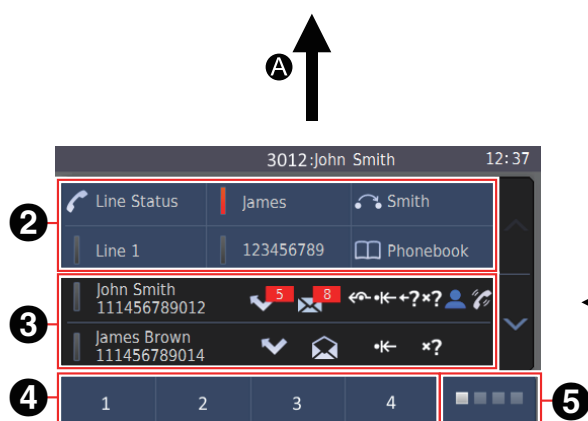 A
3012:John Smith 12:37
Line Status James Smith
Line 1 123456789 Phonebook
2
John Smith 5 8
111456789012 ?×?
James Brown
111456789014 ×?
3
1 2 3 4
4
5